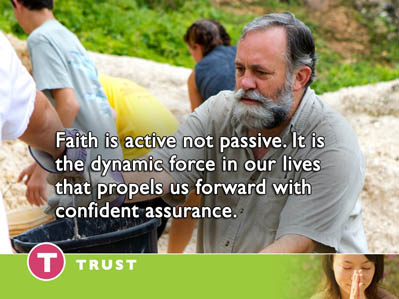 Faith is active not passive. It is
the dynamic force in our lives
that propels us forward with
confident assurance.
T TRUST